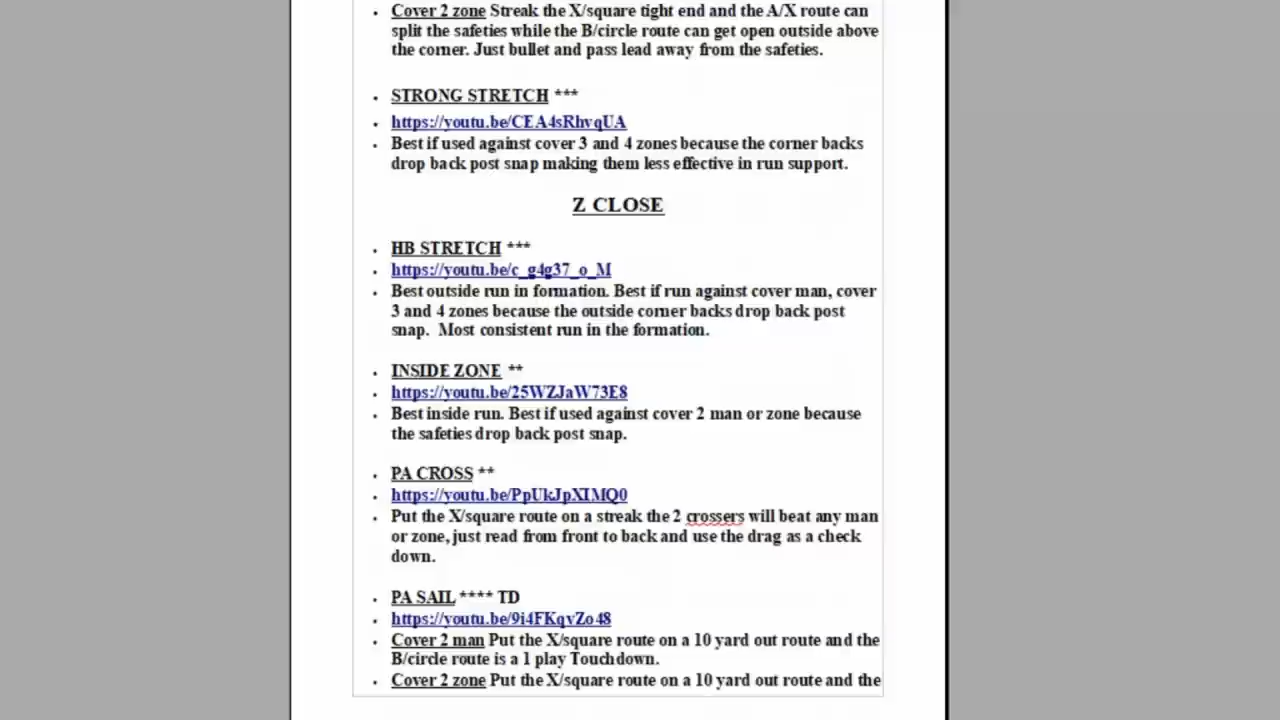 • Cover 2 zone Streak the X/square tight end and the A/X route can
split the safeties while the B/circle route can get open outside above
the corner. Just bullet and pass lead away from the safeties.
• STRONG STRETCH ***
• https://youtu.be/CEA4sRhvqUA
• Best if used against cover 3 and 4 zones because the corner backs
drop back post snap making them less effective in run support.
Z CLOSE
• HB STRETCH ***
• https://youtu.be/c_g4g37_o_M
• Best outside run in formation. Best if run against cover man, cover
3 and 4 zones because the outside corner backs drop back post
snap. Most consistent run in the formation.
• INSIDE ZONE **
• https://youtu.be/25WZJaW73E8
• Best inside run. Best if used against cover 2 man or zone because
the safeties drop back post snap.
• PA CROSS **
• https://youtu.be/PpUkJpXIMQ0
• Put the X/square route on a streak the 2 crossers will beat any man
or zone, just read from front to back and use the drag as a check
down.
• PA SAIL **** TD
• https://youtu.be/9i4FKqvZo48
• Cover 2 man Put the X/square route on a 10 yard out route and the
B/circle route is a 1 play Touchdown.
• Cover 2 zone Put the X/square route on a 10 yard out route and the